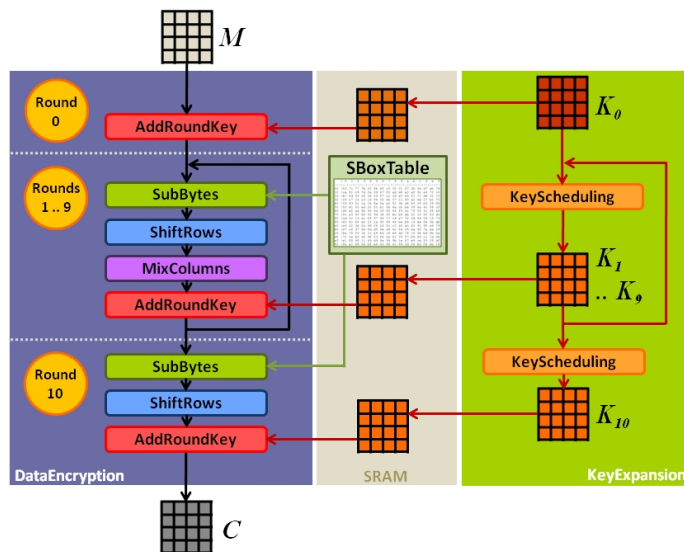 M
Round
0
AddRoundKey
K₀
Rounds
1 .. 9
SBoxTable
SubBytes
KeyScheduling
ShiftRows
MixColumns
K₁
.. K₉
AddRoundKey
Round
10
SubBytes
KeyScheduling
ShiftRows
K₁₀
AddRoundKey
DataEncryption
SRAM
KeyExpansion
C